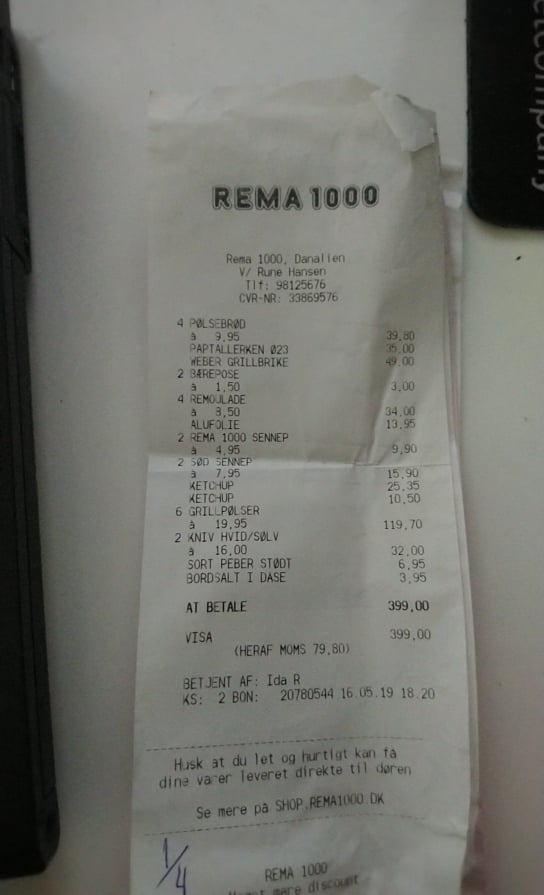 etcompany
REMA 1000
Rema 1000, Danalien
V/ Rune Hansen
Tlf: 98125676
CVR-NR: 33869576
4 PØLSEBRØD
à 9,95 39,80
PAPTALLERKEN Ø23 35,00
WEBER GRILLBRIKE 49,00
2 BÆREPOSE
à 1,50 3,00
4 REMOULADE
à 8,50 34,00
ALUFOLIE 13,95
2 REMA 1000 SENNEP
à 4,95 9,90
2 SØD SENNEP
à 7,95 15,90
KETCHUP 25,35
KETCHUP 10,50
6 GRILLPØLSER
à 19,95 119,70
2 KNIV HVID/SØLV
à 16,00 32,00
SORT PEBER STØDT 6,95
BORDSALT I DASE 3,95
AT BETALE 399,00
VISA 399,00
(HERAF MOMS 79,80)
BETJENT AF: Ida R
KS: 2 BON: 20780544 16.05.19 18.20
Husk at du let og hurtigt kan få
dine varer leveret direkte til døren
Se mere på SHOP.REMA1000.DK
1/4
REMA 1000
mere discount